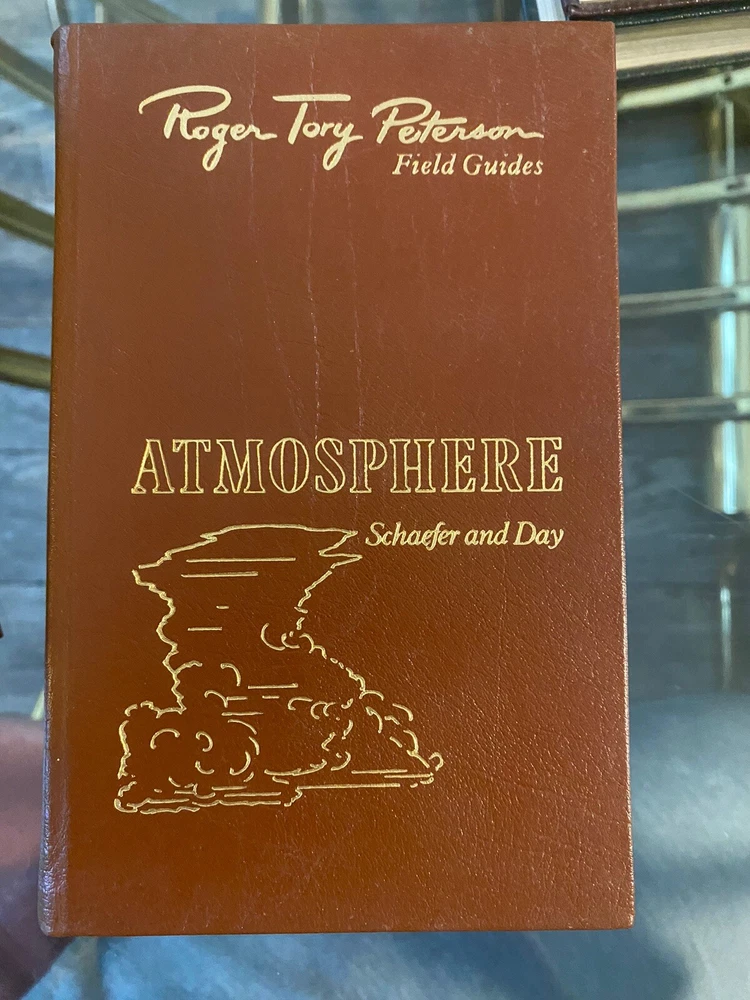 Roger Tory Peterson
Field Guides
ATMOSPHERE
Schaefer and Day